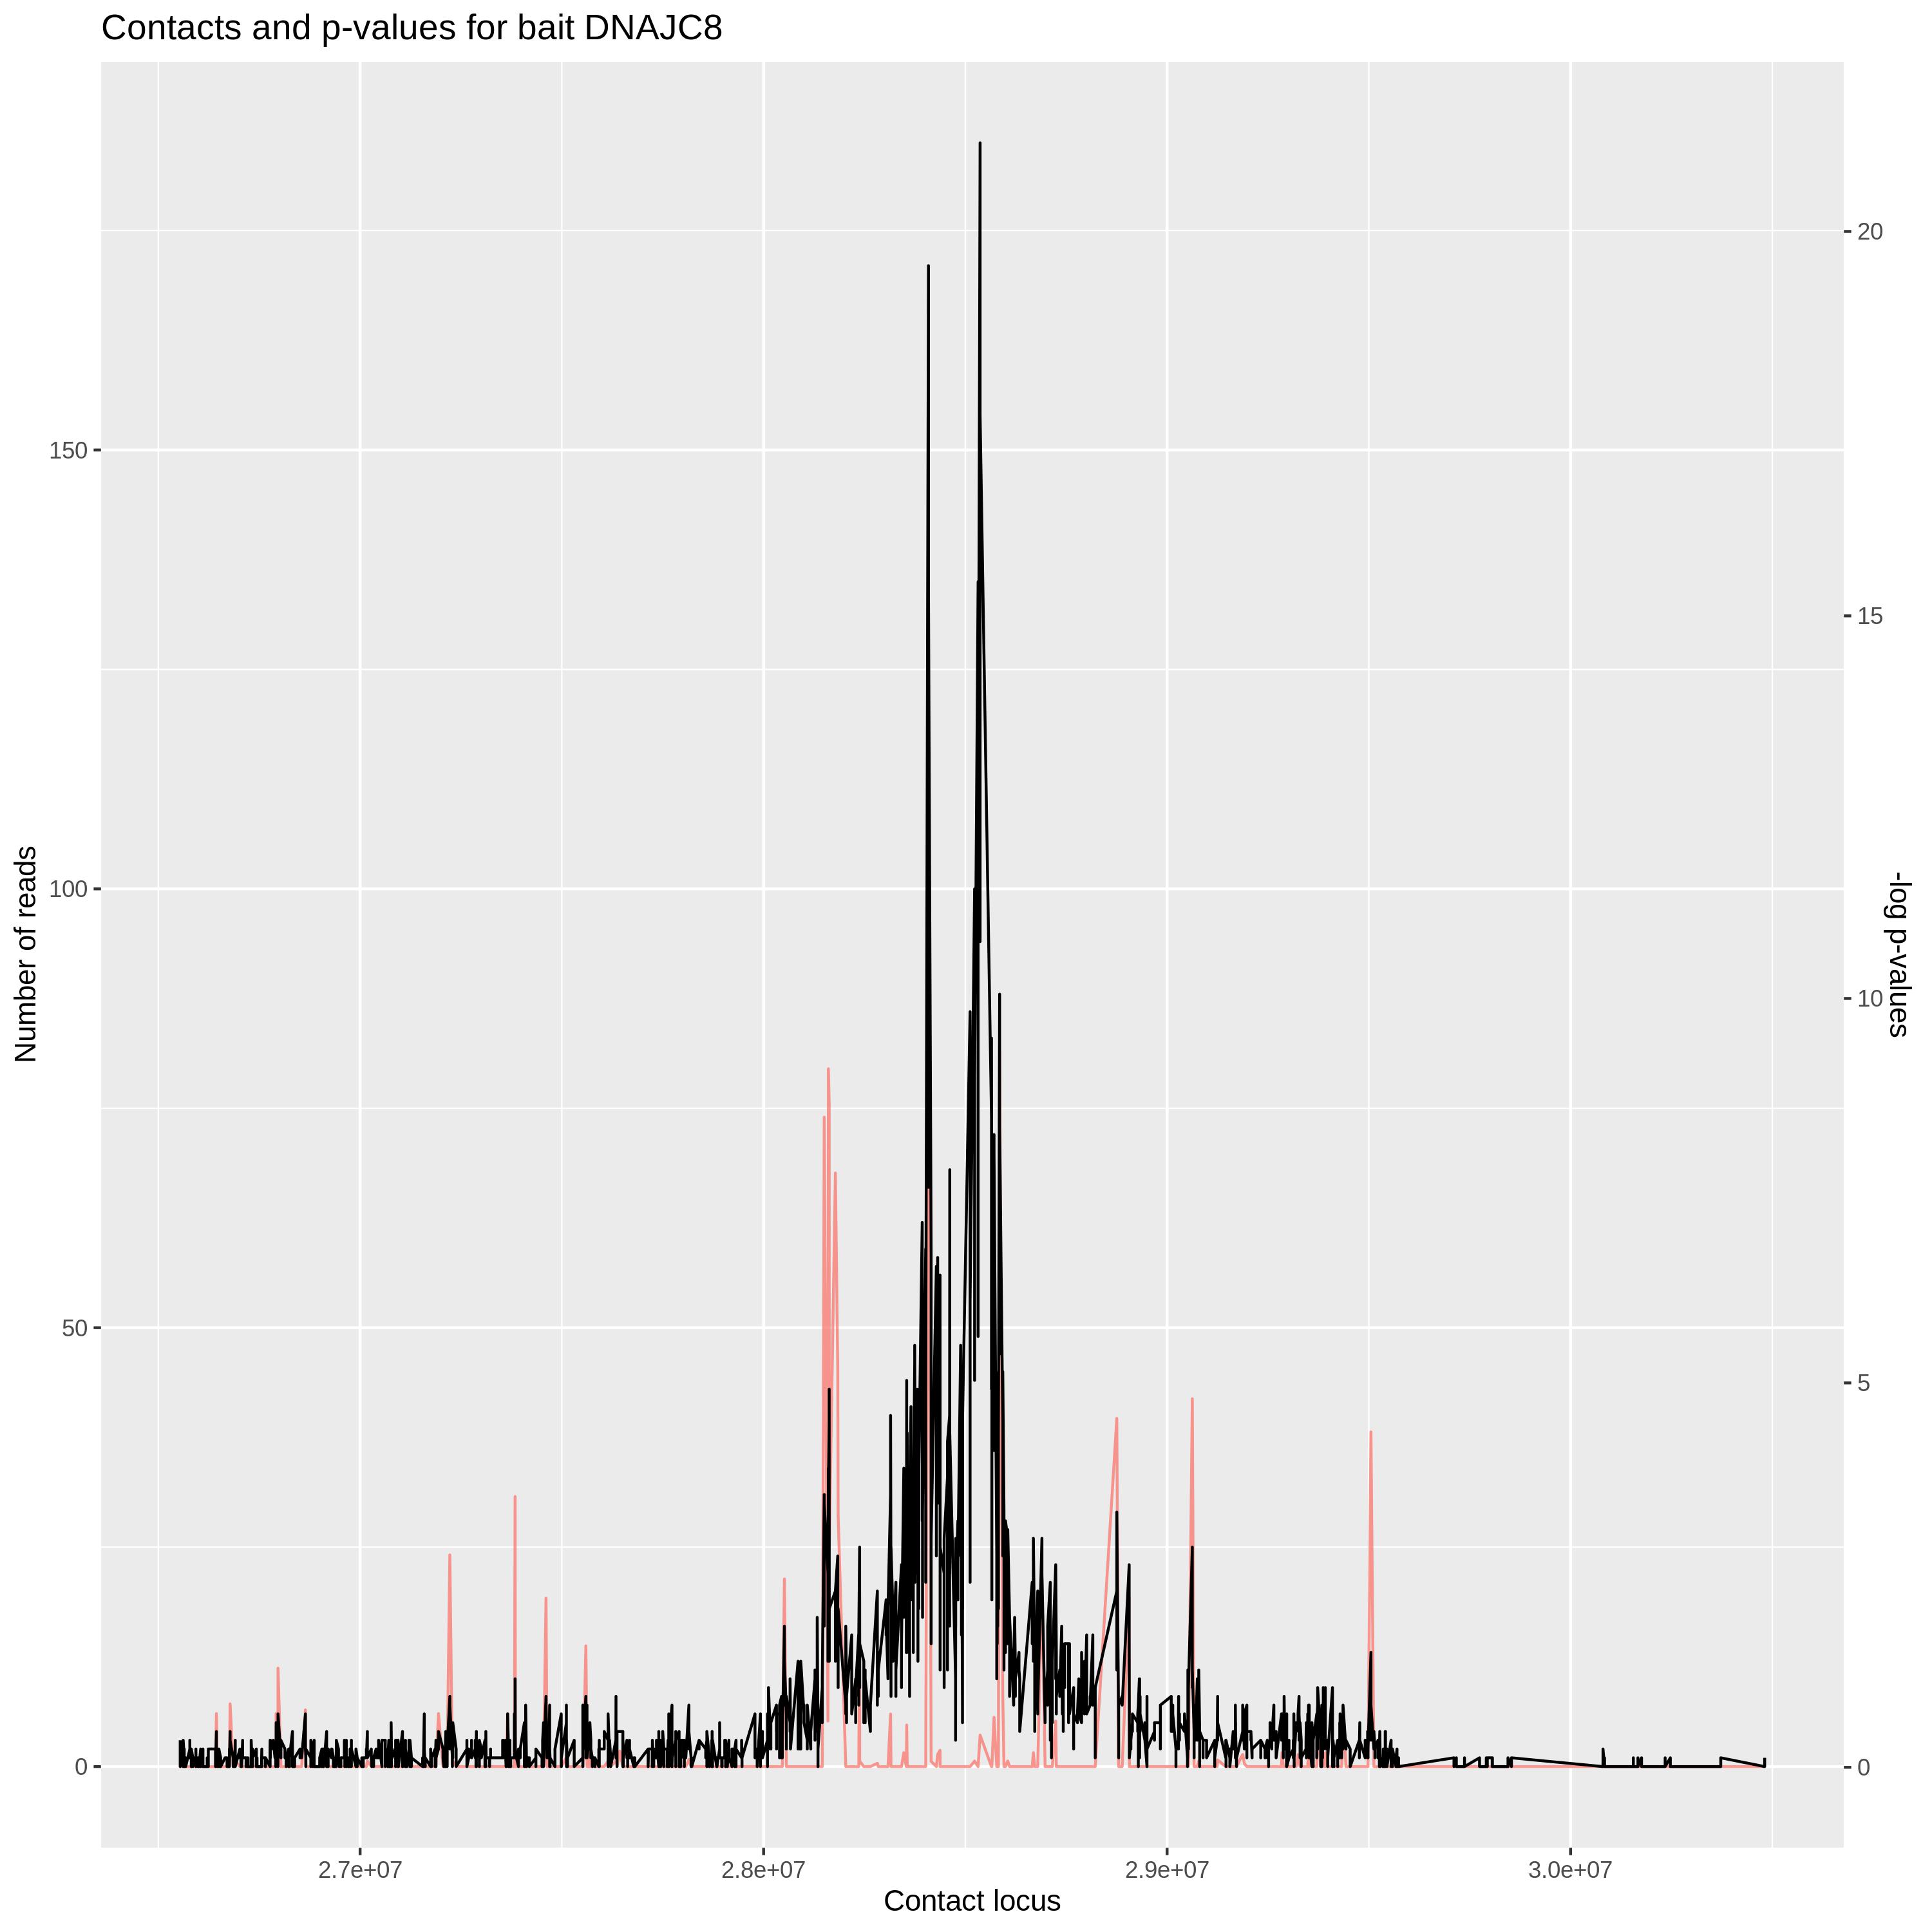 Contacts and p-values for bait DNAJC8
Number of reads
150
100
50
0
20
15
10
5
0
-log p-values
2.7e+07
2.8e+07
2.9e+07
3.0e+07
Contact locus